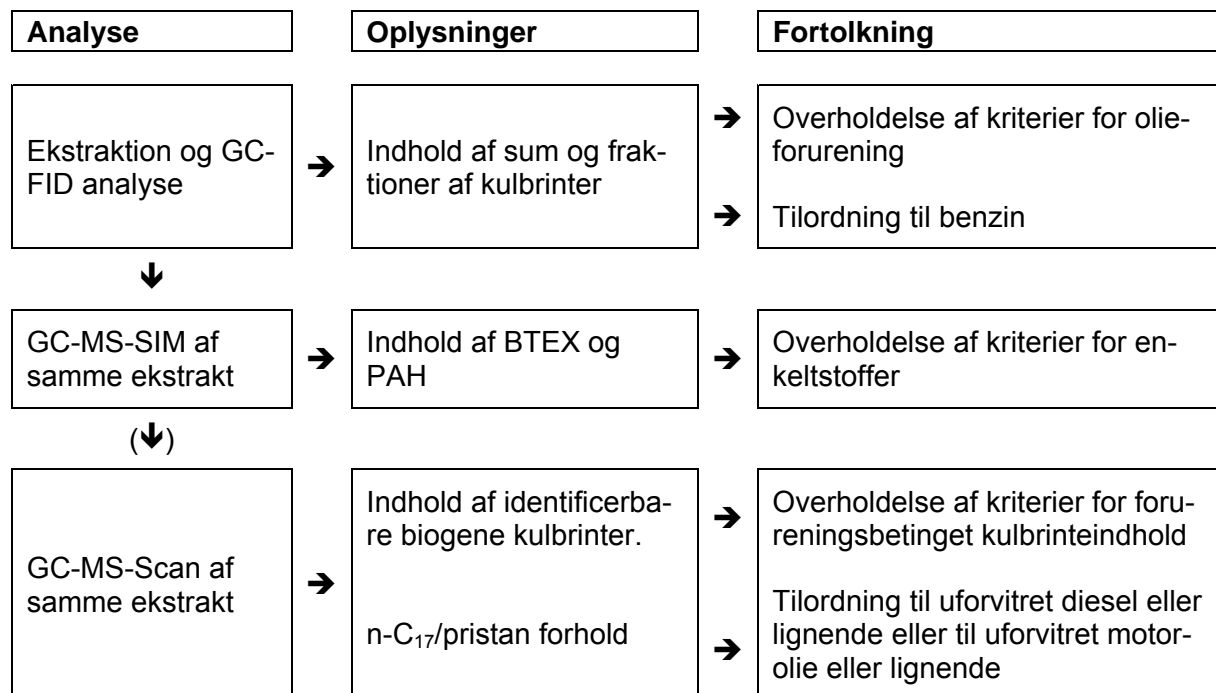 Analyse
Oplysninger
Fortolkning
Ekstraktion og GC-
FID analyse
➔
Indhold af sum og frak-
tioner af kulbrinter
➔
Overholdelse af kriterier for olie-
forurening
➔
Tilordning til benzin
🡻
GC-MS-SIM af
samme ekstrakt
➔
Indhold af BTEX og
PAH
➔
Overholdelse af kriterier for en-
keltstoffer
(🡻)
GC-MS-Scan af
samme ekstrakt
➔
Indhold af identificerba-
re biogene kulbrinter.
➔
Overholdelse af kriterier for foru-
reningsbetinget kulbrinteindhold
n-C₁₇/pristan forhold
➔
Tilordning til uforvitret diesel eller
lignende eller til uforvitret motor-
olie eller lignende